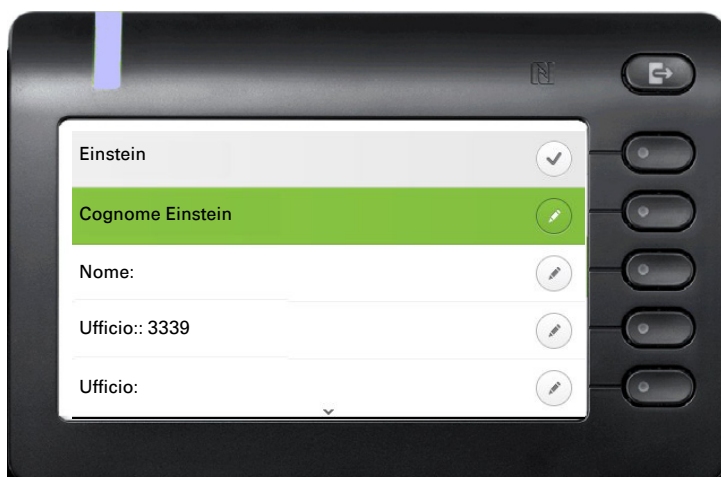 Einstein
Cognome Einstein
Nome:
Ufficio:: 3339
Ufficio: